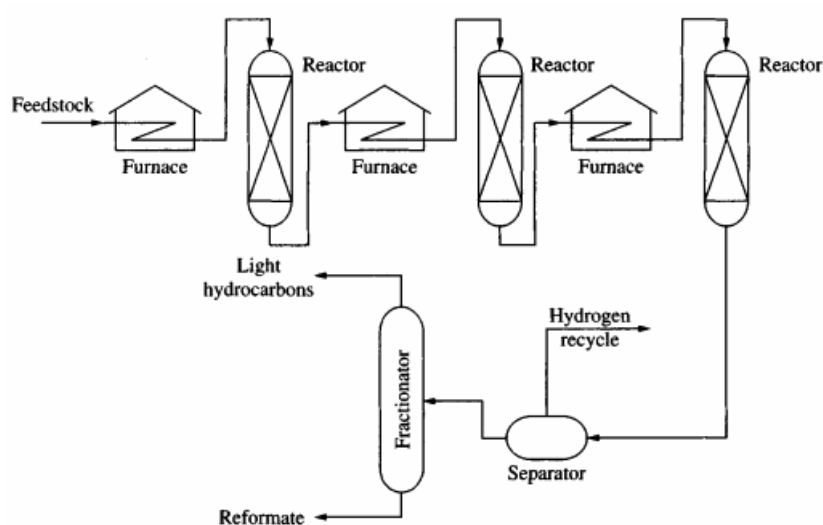 Reactor
Reactor
Reactor
Feedstock
Furnace
Furnace
Furnace
Light
hydrocarbons
Hydrogen
recycle
Fractionator
Separator
Reformate